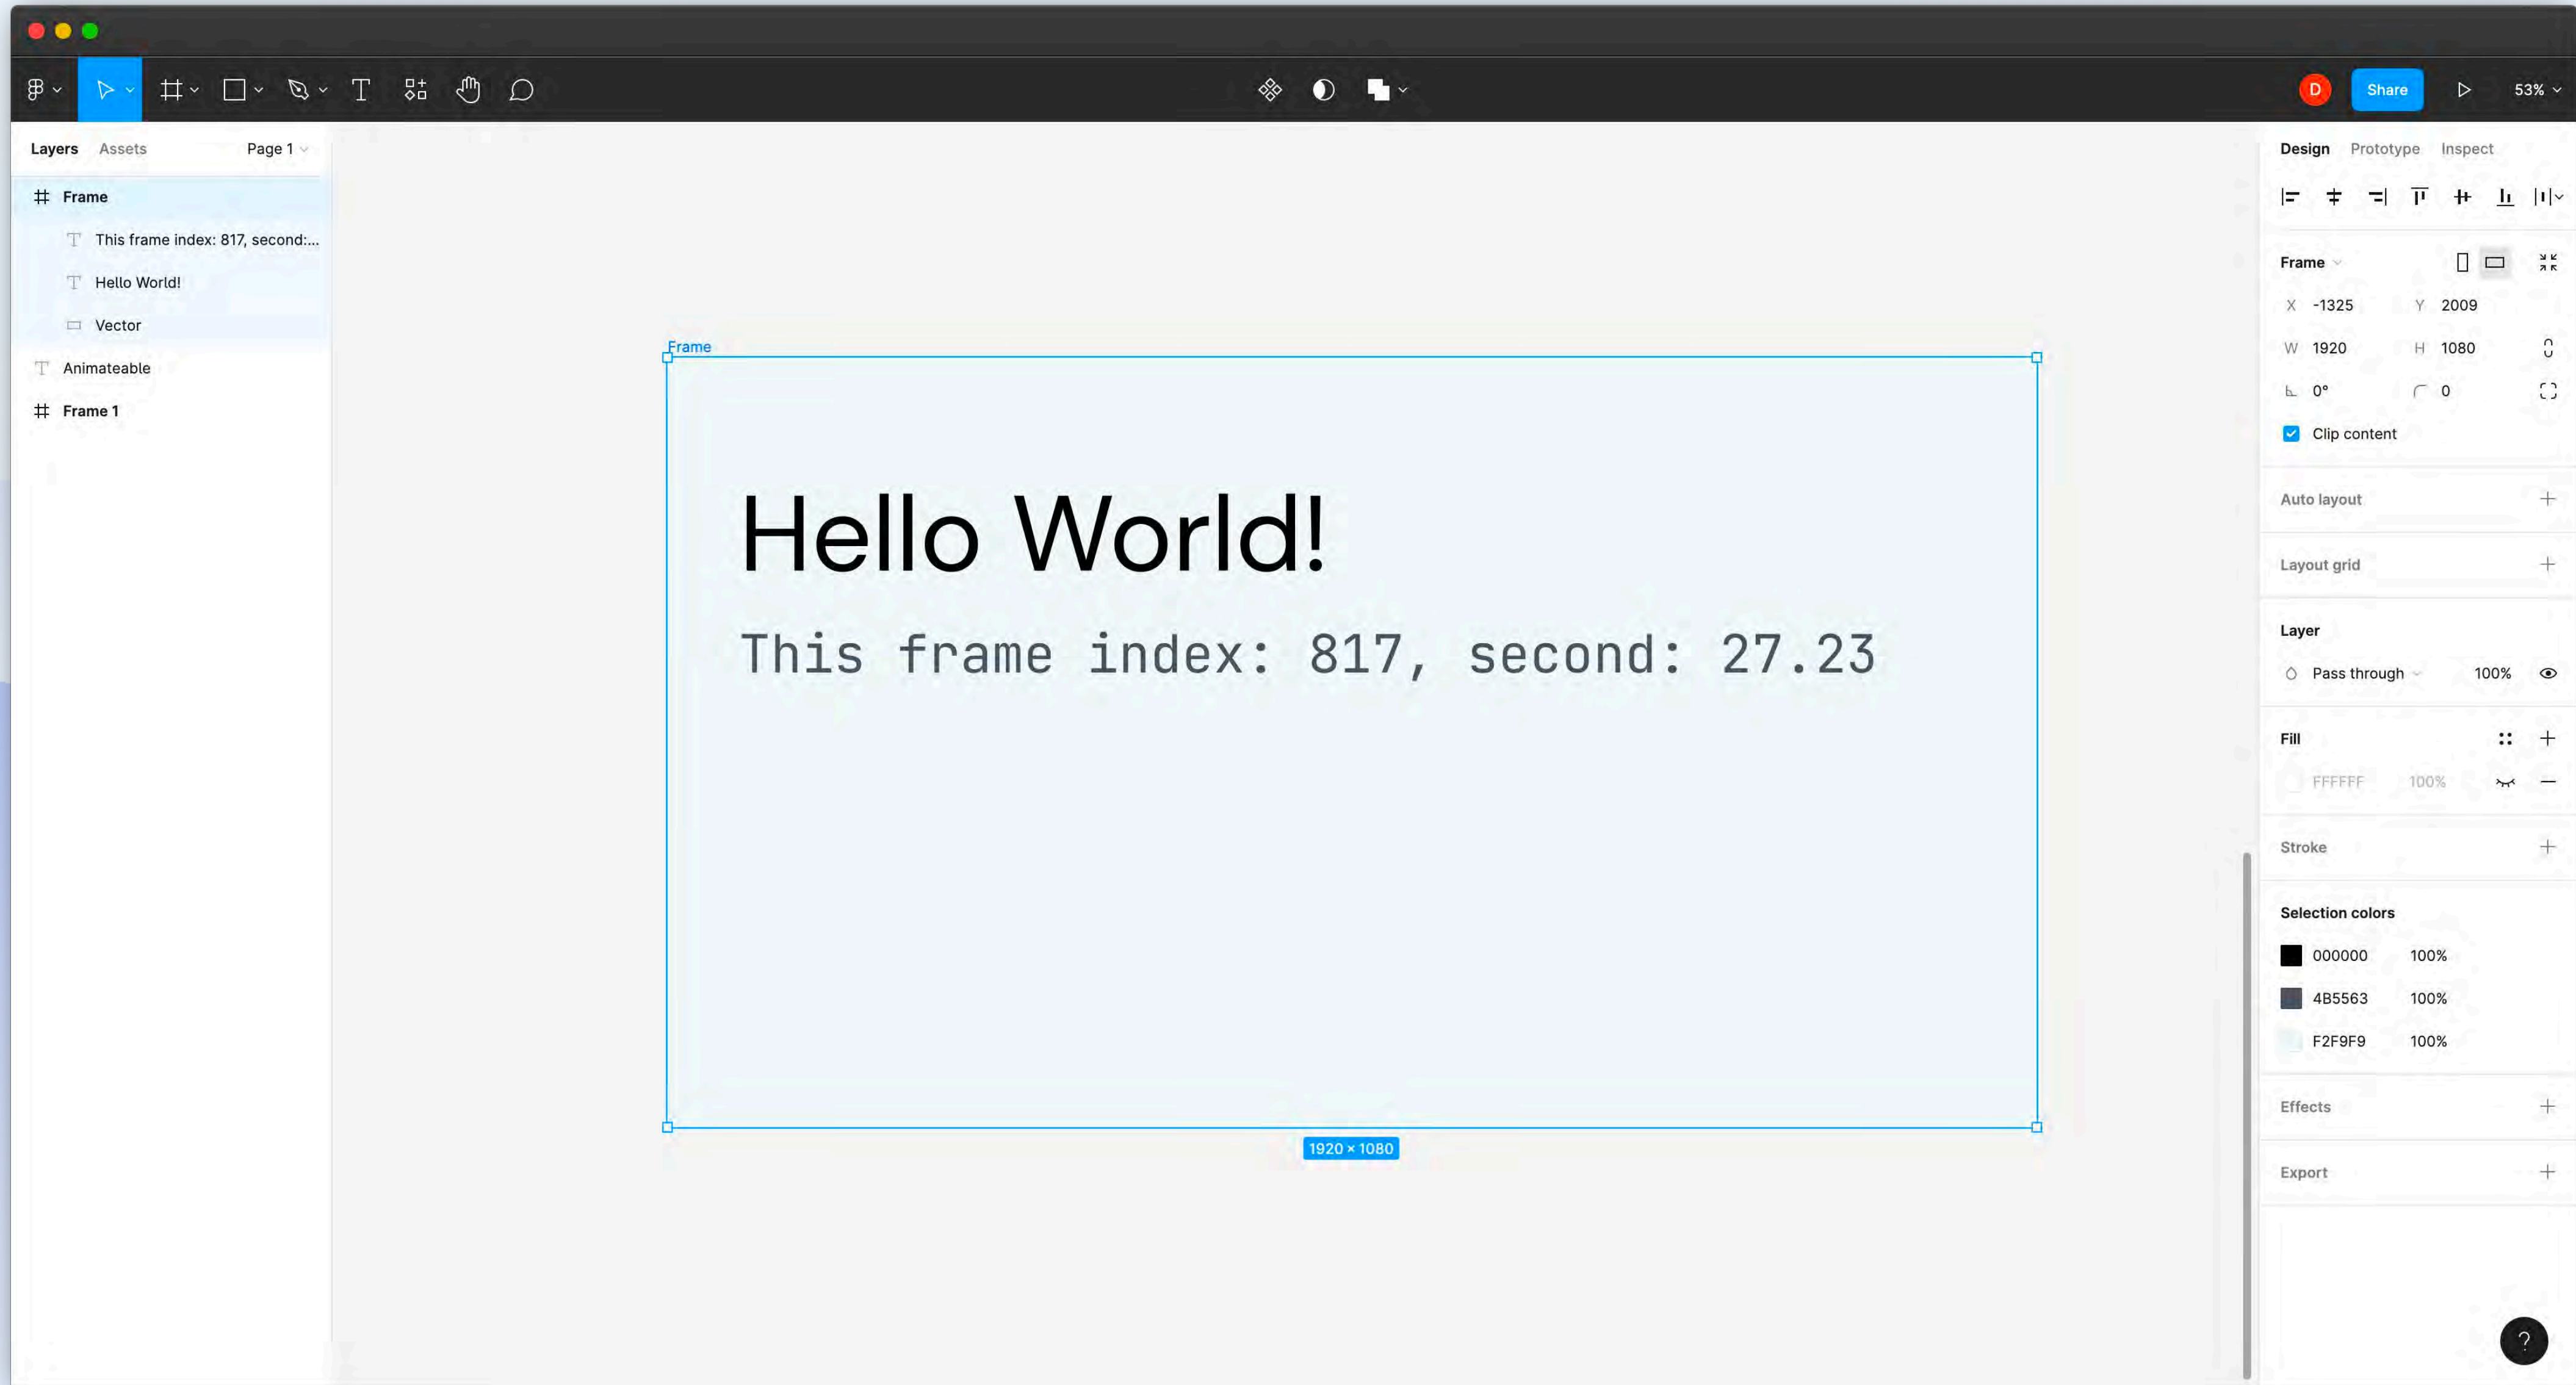 D
Share
53%
Layers
Assets
Page 1
Frame
This frame index: 817, second:...
Hello World!
Vector
Animateable
Frame 1
Frame
Hello World!
This frame index: 817, second: 27.23
1920 × 1080
Design
Prototype
Inspect
Frame
X -1325 Y 2009
W 1920 H 1080
0° 0
Clip content
Auto layout
Layout grid
Layer
Pass through 100%
Fill
FFFFFF 100%
Stroke
Selection colors
000000 100%
4B5563 100%
F2F9F9 100%
Effects
Export
?